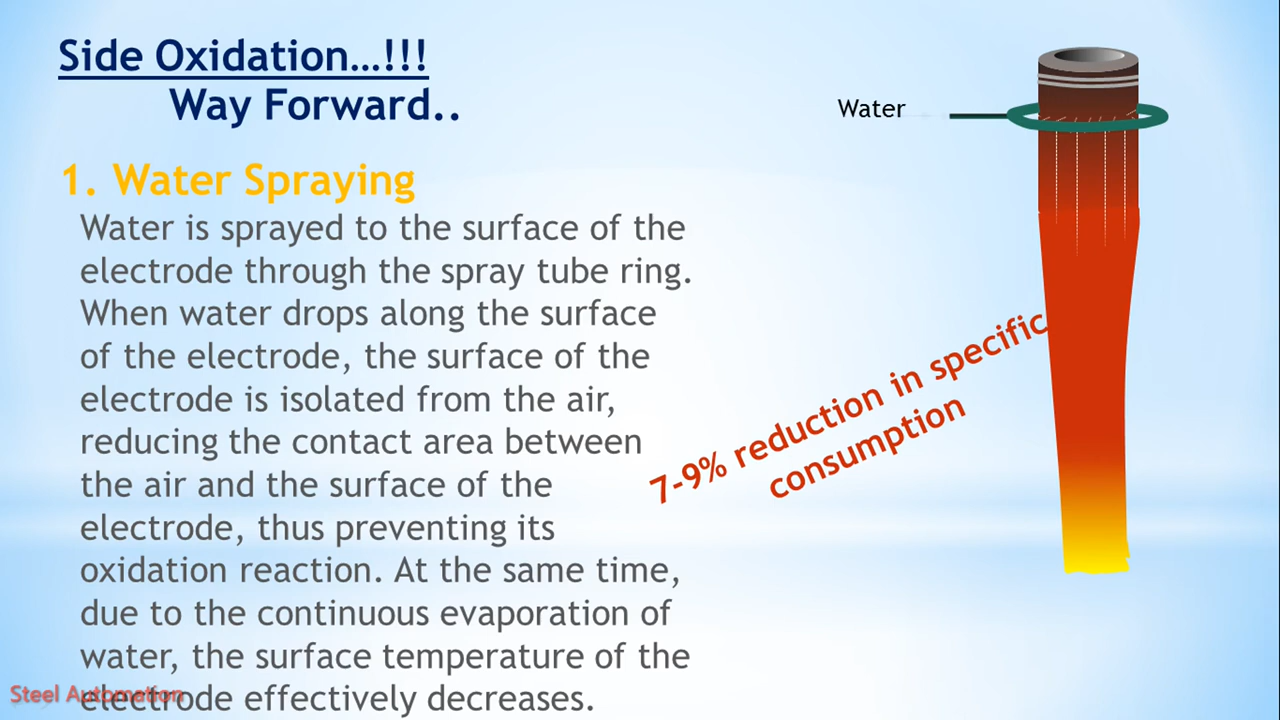 Side Oxidation...!!!
Way Forward..
Water
1. Water Spraying
Water is sprayed to the surface of the
electrode through the spray tube ring.
When water drops along the surface
of the electrode, the surface of the
electrode is isolated from the air,
reducing the contact area between
the air and the surface of the
electrode, thus preventing its
oxidation reaction. At the same time,
due to the continuous evaporation of
water, the surface temperature of the
electrode effectively decreases.
7-9% reduction in specific
consumption
Steel Automation